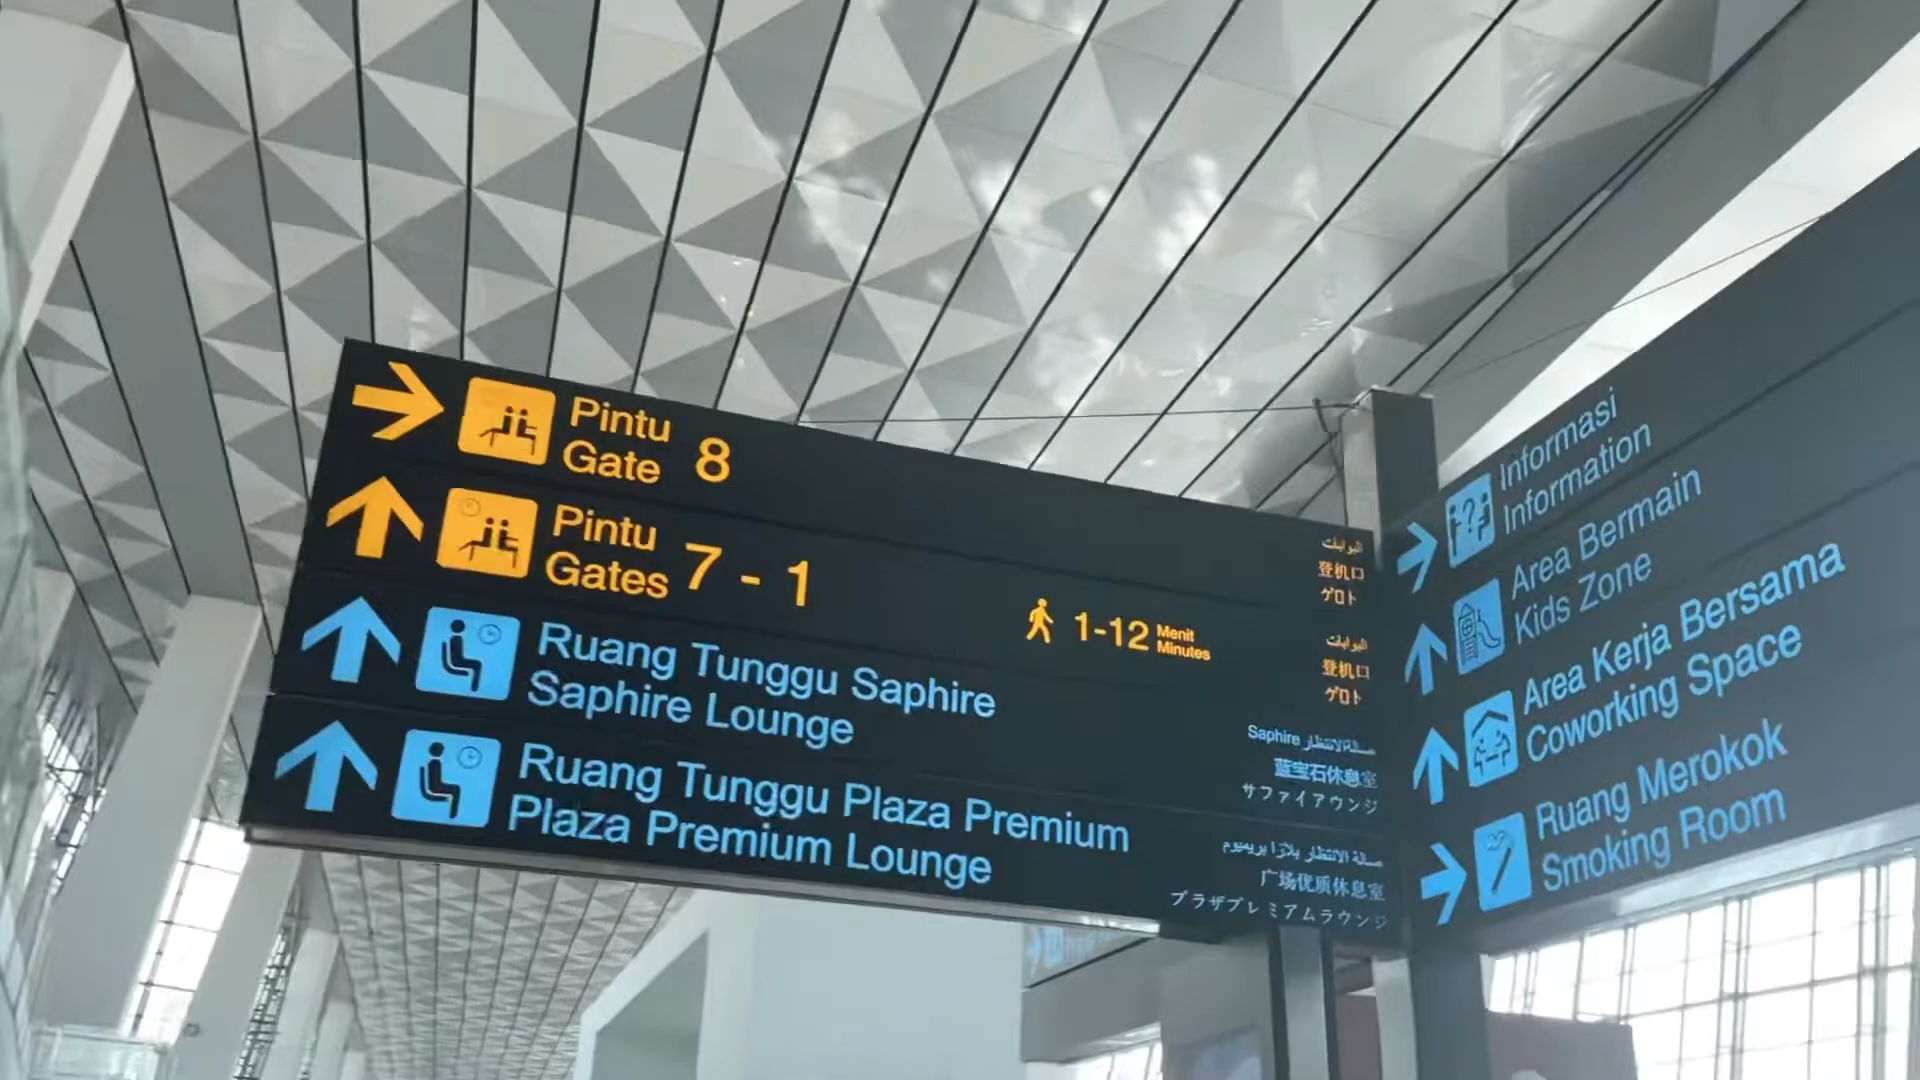 Pintu
Gate 8
البوابات
登机口
ゲロト
Pintu
Gates 7 - 1
1-12 Menit
Minutes
البوابات
登机口
ゲロト
Ruang Tunggu Saphire
Saphire Lounge
صالة الانتظار Saphire
蓝宝石休息室
サファイアウンジ
Ruang Tunggu Plaza Premium
Plaza Premium Lounge
صالة الانتظار بلازا بريميوم
广场优质休息室
プラザプレミアムラウンジ
Informasi
Information
Area Bermain
Kids Zone
Area Kerja Bersama
Coworking Space
Ruang Merokok
Smoking Room